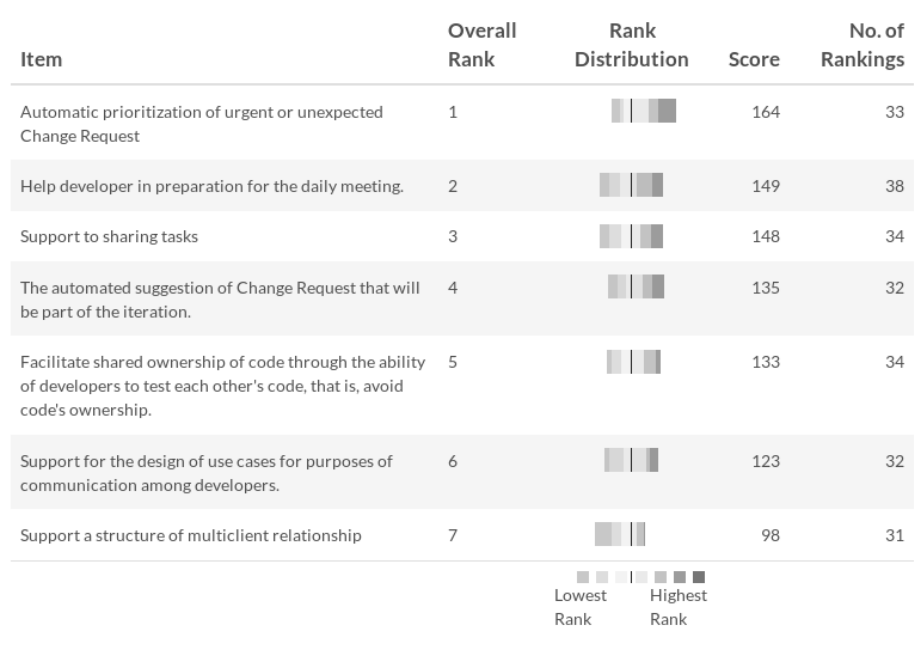 Item Overall Rank Rank Distribution Score No. of Rankings
Automatic prioritization of urgent or unexpected 1 164 33
Change Request
Help developer in preparation for the daily meeting. 2 149 38
Support to sharing tasks 3 148 34
The automated suggestion of Change Request that will 4 135 32
be part of the iteration.
Facilitate shared ownership of code through the ability 5 133 34
of developers to test each other's code, that is, avoid
code's ownership.
Support for the design of use cases for purposes of 6 123 32
communication among developers.
Support a structure of multiclient relationship 7 98 31
Lowest Highest
Rank Rank